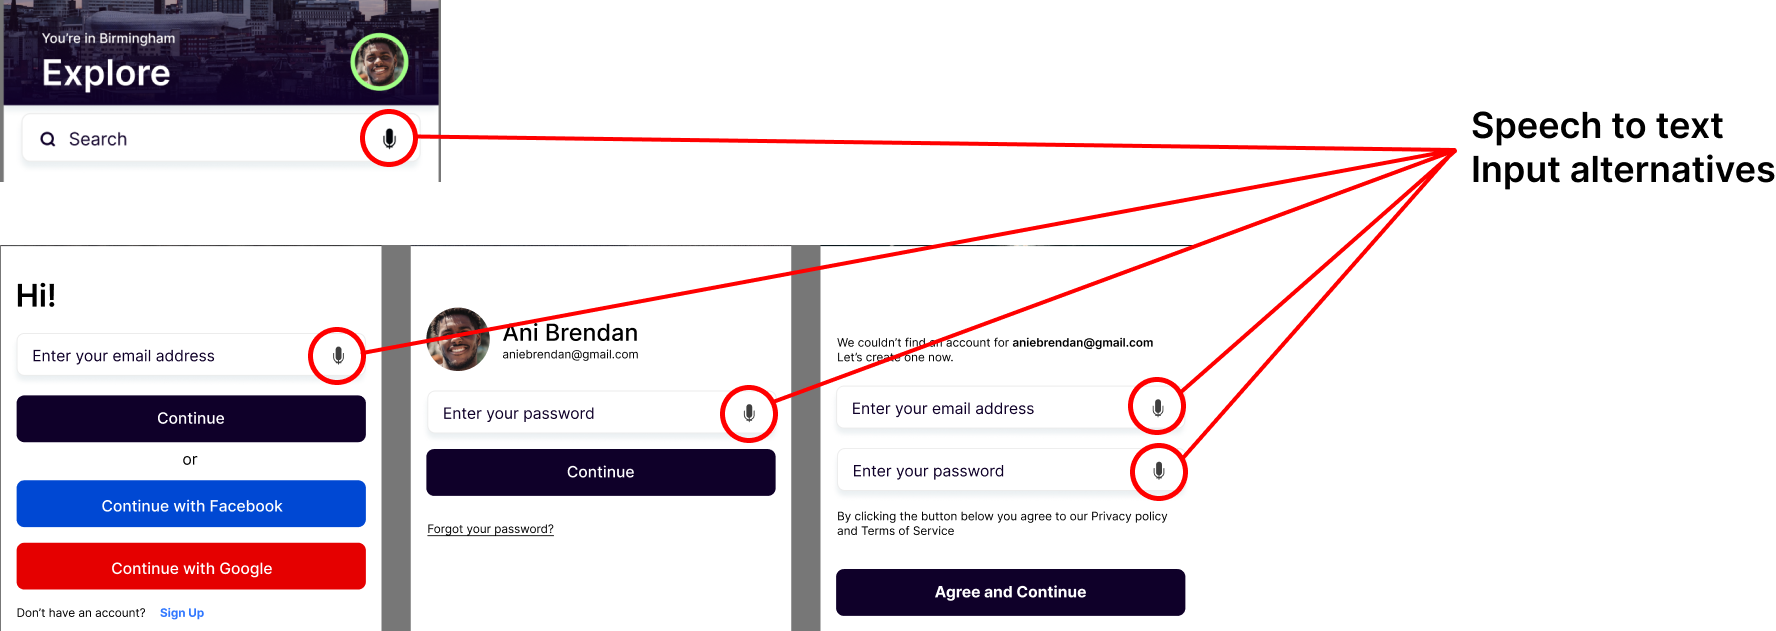 You're in Birmingham
Explore
Search
Speech to text
Input alternatives
Hi!
Enter your email address
Continue
or
Continue with Facebook
Continue with Google
Don't have an account? Sign Up
Ani Brendan
aniebrendan@gmail.com
Enter your password
Continue
Forgot your password?
We couldn't find an account for aniebrendan@gmail.com
Let's create one now.
Enter your email address
Enter your password
By clicking the button below you agree to our Privacy policy
and Terms of Service
Agree and Continue